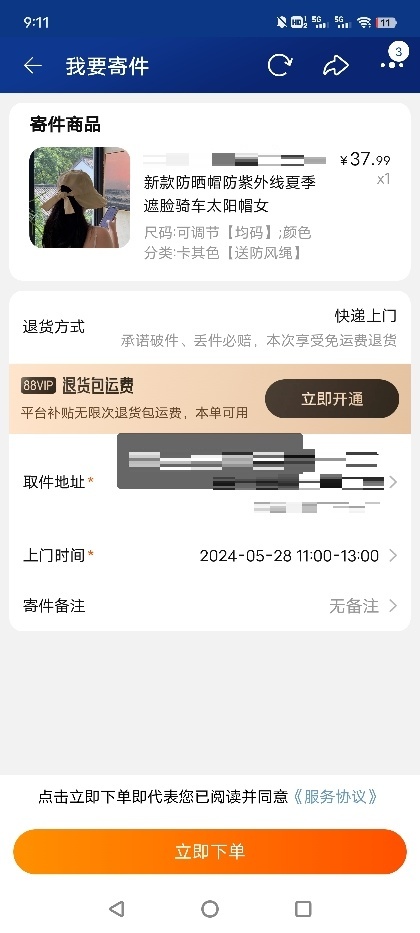 9:11
HD
5G
5G
11
我要寄件
3
寄件商品
¥37.99
新款防晒帽防紫外线夏季
x1
遮脸骑车太阳帽女
尺码:可调节【均码】;颜色
分类:卡其色【送防风绳】
退货方式
快递上门
承诺破件、丢件必赔，本次享受免运费退货
88VIP 退货包运费
平台补贴无限次退货包运费，本单可用
立即开通
取件地址*
上门时间*
2024-05-28 11:00-13:00
寄件备注
无备注
点击立即下单即代表您已阅读并同意《服务协议》
立即下单